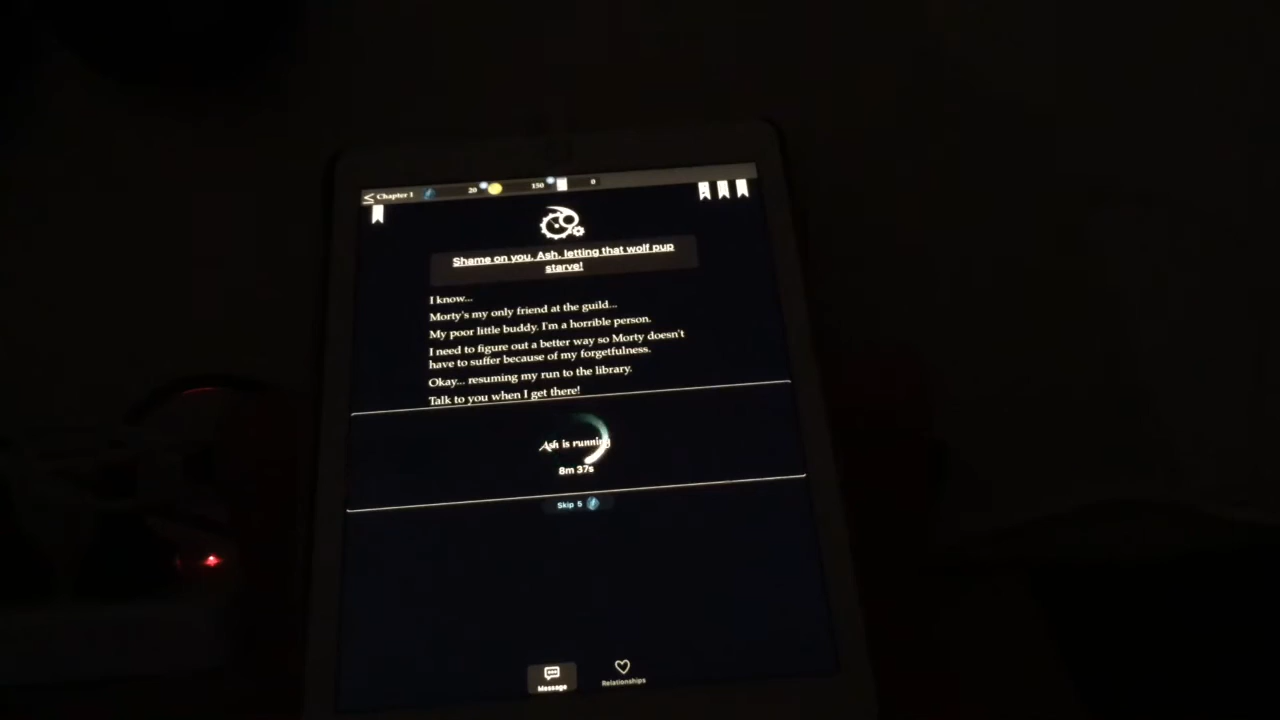 Chapter 1 20 150 0
Shame on you, Ash, letting that wolf pup
starve!
I know...
Morty's my only friend at the guild...
My poor little buddy. I'm a horrible person.
I need to figure out a better way so Morty doesn't
have to suffer because of my forgetfulness.
Okay... resuming my run to the library.
Talk to you when I get there!
Ash is running
8m 37s
Skip 5
Message Relationships